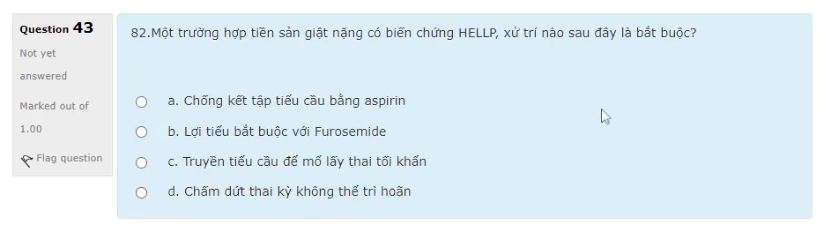 Question 43
Not yet
answered
Marked out of
1.00
Flag question
82.Một trường hợp tiền sản giật nặng có biến chứng HELLP, xử trí nào sau đây là bắt buộc?
a. Chống kết tập tiểu cầu bằng aspirin
b. Lợi tiểu bắt buộc với Furosemide
c. Truyền tiểu cầu để mổ lấy thai tối khẩn
d. Chấm dứt thai kỳ không thể trì hoãn